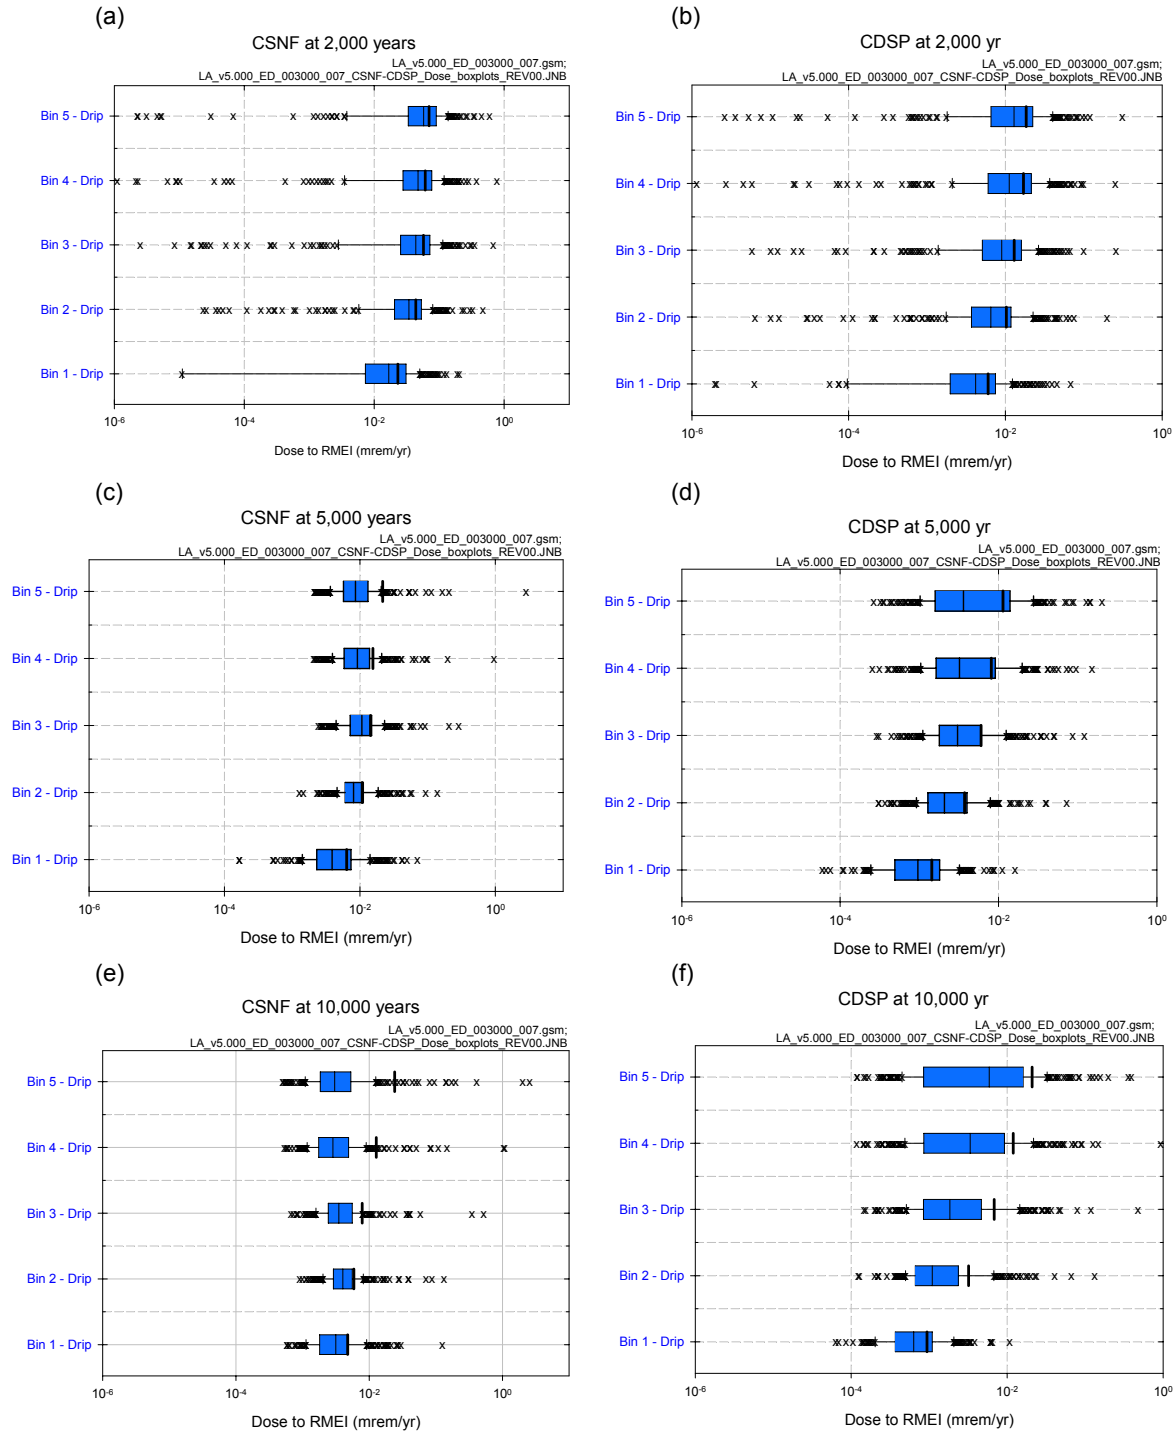 (a)
CSNF at 2,000 years
LA_v5.000_ED_003000_007.gsm;
LA_v5.000_ED_003000_007_CSNF-CDSP_Dose_boxplots_REV00.JNB
Bin 5 - Drip
Bin 4 - Drip
Bin 3 - Drip
Bin 2 - Drip
Bin 1 - Drip
10-6 10-4 10-2 100
Dose to RMEI (mrem/yr)
(b)
CDSP at 2,000 yr
LA_v5.000_ED_003000_007.gsm;
LA_v5.000_ED_003000_007_CSNF-CDSP_Dose_boxplots_REV00.JNB
Bin 5 - Drip
Bin 4 - Drip
Bin 3 - Drip
Bin 2 - Drip
Bin 1 - Drip
10-6 10-4 10-2 100
Dose to RMEI (mrem/yr)
(c)
CSNF at 5,000 years
LA_v5.000_ED_003000_007.gsm;
LA_v5.000_ED_003000_007_CSNF-CDSP_Dose_boxplots_REV00.JNB
Bin 5 - Drip
Bin 4 - Drip
Bin 3 - Drip
Bin 2 - Drip
Bin 1 - Drip
10-6 10-4 10-2 100
Dose to RMEI (mrem/yr)
(d)
CDSP at 5,000 yr
LA_v5.000_ED_003000_007.gsm;
LA_v5.000_ED_003000_007_CSNF-CDSP_Dose_boxplots_REV00.JNB
Bin 5 - Drip
Bin 4 - Drip
Bin 3 - Drip
Bin 2 - Drip
Bin 1 - Drip
10-6 10-4 10-2 100
Dose to RMEI (mrem/yr)
(e)
CSNF at 10,000 years
LA_v5.000_ED_003000_007.gsm;
LA_v5.000_ED_003000_007_CSNF-CDSP_Dose_boxplots_REV00.JNB
Bin 5 - Drip
Bin 4 - Drip
Bin 3 - Drip
Bin 2 - Drip
Bin 1 - Drip
10-6 10-4 10-2 100
Dose to RMEI (mrem/yr)
(f)
CDSP at 10,000 yr
LA_v5.000_ED_003000_007.gsm;
LA_v5.000_ED_003000_007_CSNF-CDSP_Dose_boxplots_REV00.JNB
Bin 5 - Drip
Bin 4 - Drip
Bin 3 - Drip
Bin 2 - Drip
Bin 1 - Drip
10-6 10-4 10-2 100
Dose to RMEI (mrem/yr)